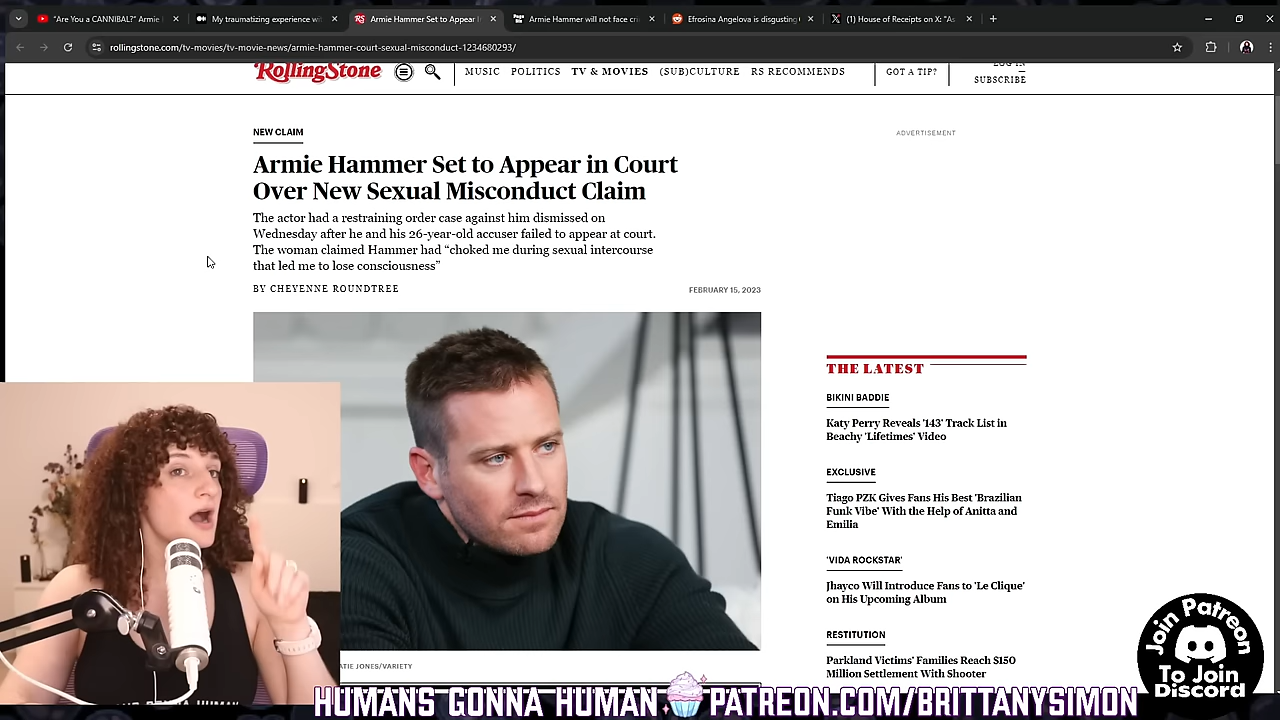 "Are You a CANNIBAL?" Armie H
My traumatizing experience wi
Armie Hammer Set to Appear in
Armie Hammer will not face cri
Efrosina Angelova is disgusting
(1) House of Receipts on X: "As
rollingstone.com/tv-movies/tv-movie-news/armie-hammer-court-sexual-misconduct-1234680293/
RollingStone
MUSIC POLITICS TV & MOVIES (SUB)CULTURE RS RECOMMENDS
GOT A TIP?
LOG IN
SUBSCRIBE
NEW CLAIM
Armie Hammer Set to Appear in Court
Over New Sexual Misconduct Claim
The actor had a restraining order case against him dismissed on
Wednesday after he and his 26-year-old accuser failed to appear at court.
The woman claimed Hammer had “choked me during sexual intercourse
that led me to lose consciousness”
BY CHEYENNE ROUNDTREE
FEBRUARY 15, 2023
ATIE JONES/VARIETY
ADVERTISEMENT
THE LATEST
BIKINI BADDIE
Katy Perry Reveals '143' Track List in
Beachy 'Lifetimes' Video
EXCLUSIVE
Tiago PZK Gives Fans His Best 'Brazilian
Funk Vibe' With the Help of Anitta and
Emilia
'VIDA ROCKSTAR'
Jhayco Will Introduce Fans to 'Le Clique'
on His Upcoming Album
RESTITUTION
Parkland Victims' Families Reach $150
Million Settlement With Shooter
Join Patreon
To Join
Discord
HUMANS GONNA HUMAN PATREON.COM/BRITTANYSIMON